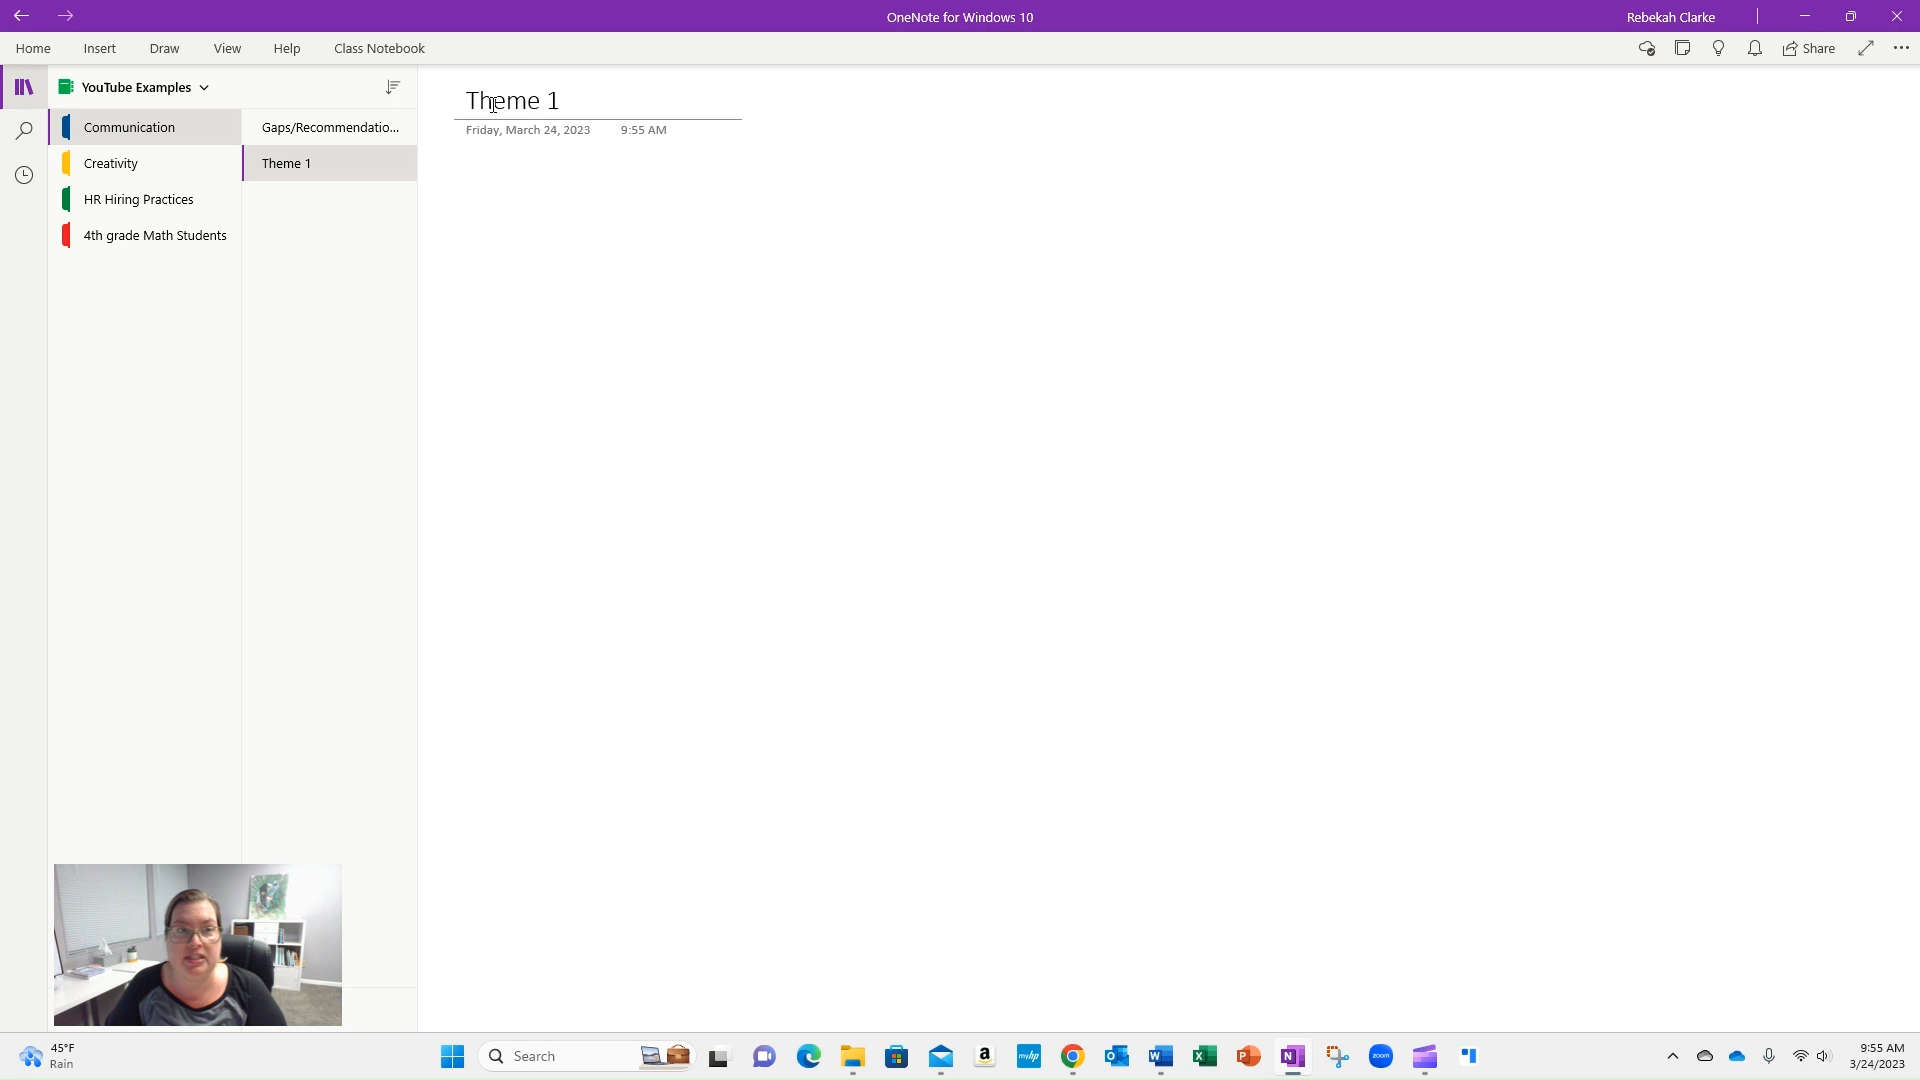 OneNote for Windows 10
Rebekah Clarke
Home Insert Draw View Help Class Notebook
Share
YouTube Examples
Communication
Creativity
HR Hiring Practices
4th grade Math Students
Gaps/Recommendatio...
Theme 1
Theme 1
Friday, March 24, 2023 9:55 AM
45°F
Rain
Search
a
myhp
zoom
9:55 AM
3/24/2023